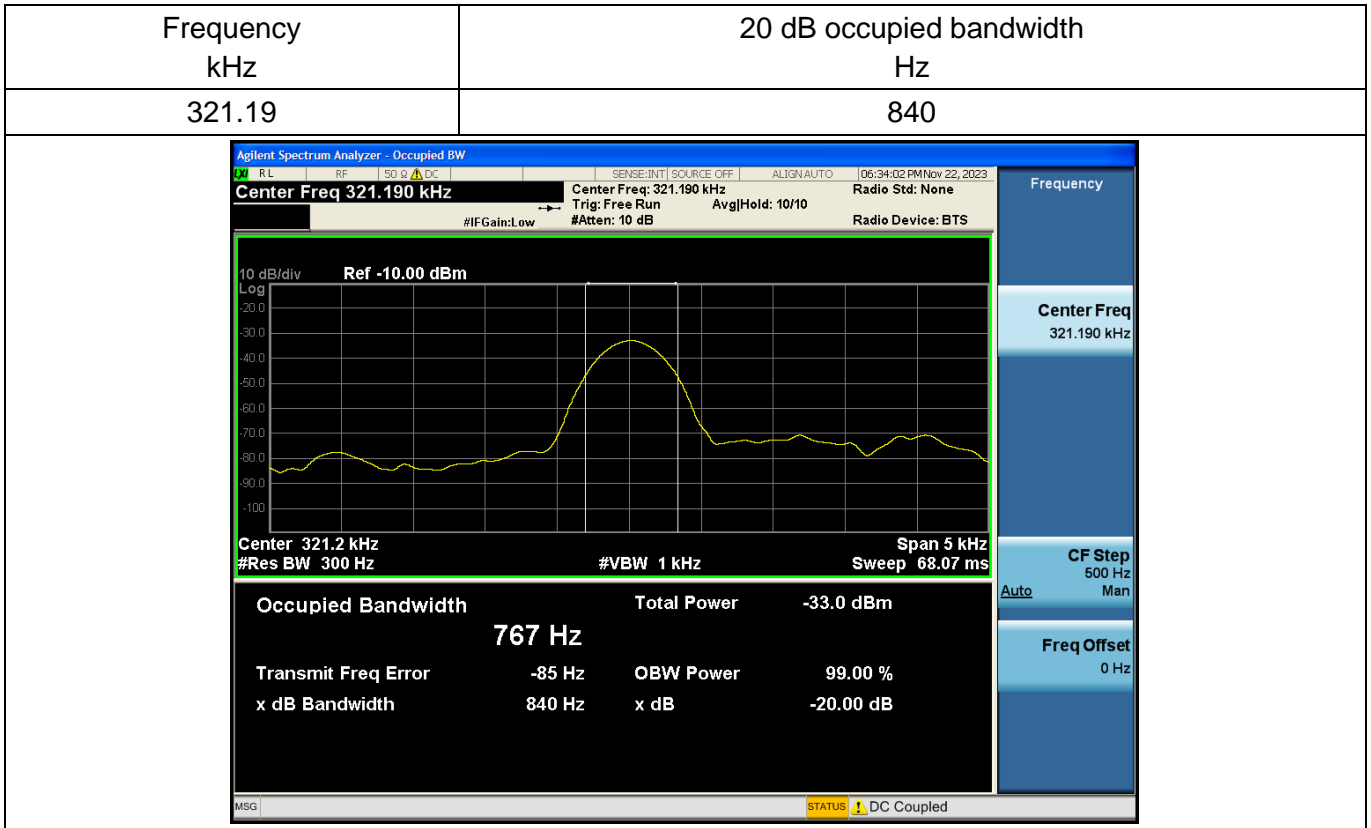 Frequency
kHz
20 dB occupied bandwidth
Hz
321.19
840
Agilent Spectrum Analyzer - Occupied BW
LXI RL RF 50 Ω DC SENSE:INT SOURCE OFF ALIGN AUTO 06:34:02 PM Nov 22, 2023
Center Freq 321.190 kHz
Center Freq: 321.190 kHz
Radio Std: None
Trig: Free Run Avg|Hold: 10/10
#IFGain:Low
#Atten: 10 dB
Radio Device: BTS
10 dB/div Ref -10.00 dBm
Log
-20.0
-30.0
-40.0
-50.0
-60.0
-70.0
-80.0
-90.0
-100
Center 321.2 kHz Span 5 kHz
#Res BW 300 Hz #VBW 1 kHz Sweep 68.07 ms
Occupied Bandwidth Total Power -33.0 dBm
767 Hz
Transmit Freq Error -85 Hz OBW Power 99.00 %
x dB Bandwidth 840 Hz x dB -20.00 dB
MSG STATUS DC Coupled
Frequency
Center Freq
321.190 kHz
CF Step
500 Hz
Auto Man
Freq Offset
0 Hz